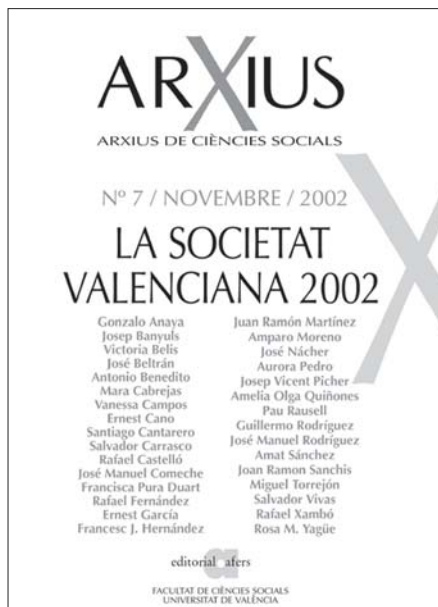 ARXIUS
ARXIUS DE CIÈNCIES SOCIALS
Nº 7 / NOVEMBRE / 2002
LA SOCIETAT
VALENCIANA 2002
Gonzalo Anaya
Josep Banyuls
Victoria Belis
José Beltrán
Antonio Benedito
Mara Cabrejas
Vanessa Campos
Ernest Cano
Santiago Cantarero
Salvador Carrasco
Rafael Castelló
José Manuel Comeche
Francisca Pura Duart
Rafael Fernández
Ernest García
Francesc J. Hernández
Juan Ramón Martínez
Amparo Moreno
José Nácher
Aurora Pedro
Josep Vicent Picher
Amelia Olga Quiñones
Pau Rausell
Guillermo Rodríguez
José Manuel Rodríguez
Amat Sánchez
Joan Ramon Sanchis
Miguel Torrejón
Salvador Vivas
Rafael Xambó
Rosa M. Yagüe
editorial a afers
FACULTAT DE CIÈNCIES SOCIALS
UNIVERSITAT DE VALÈNCIA